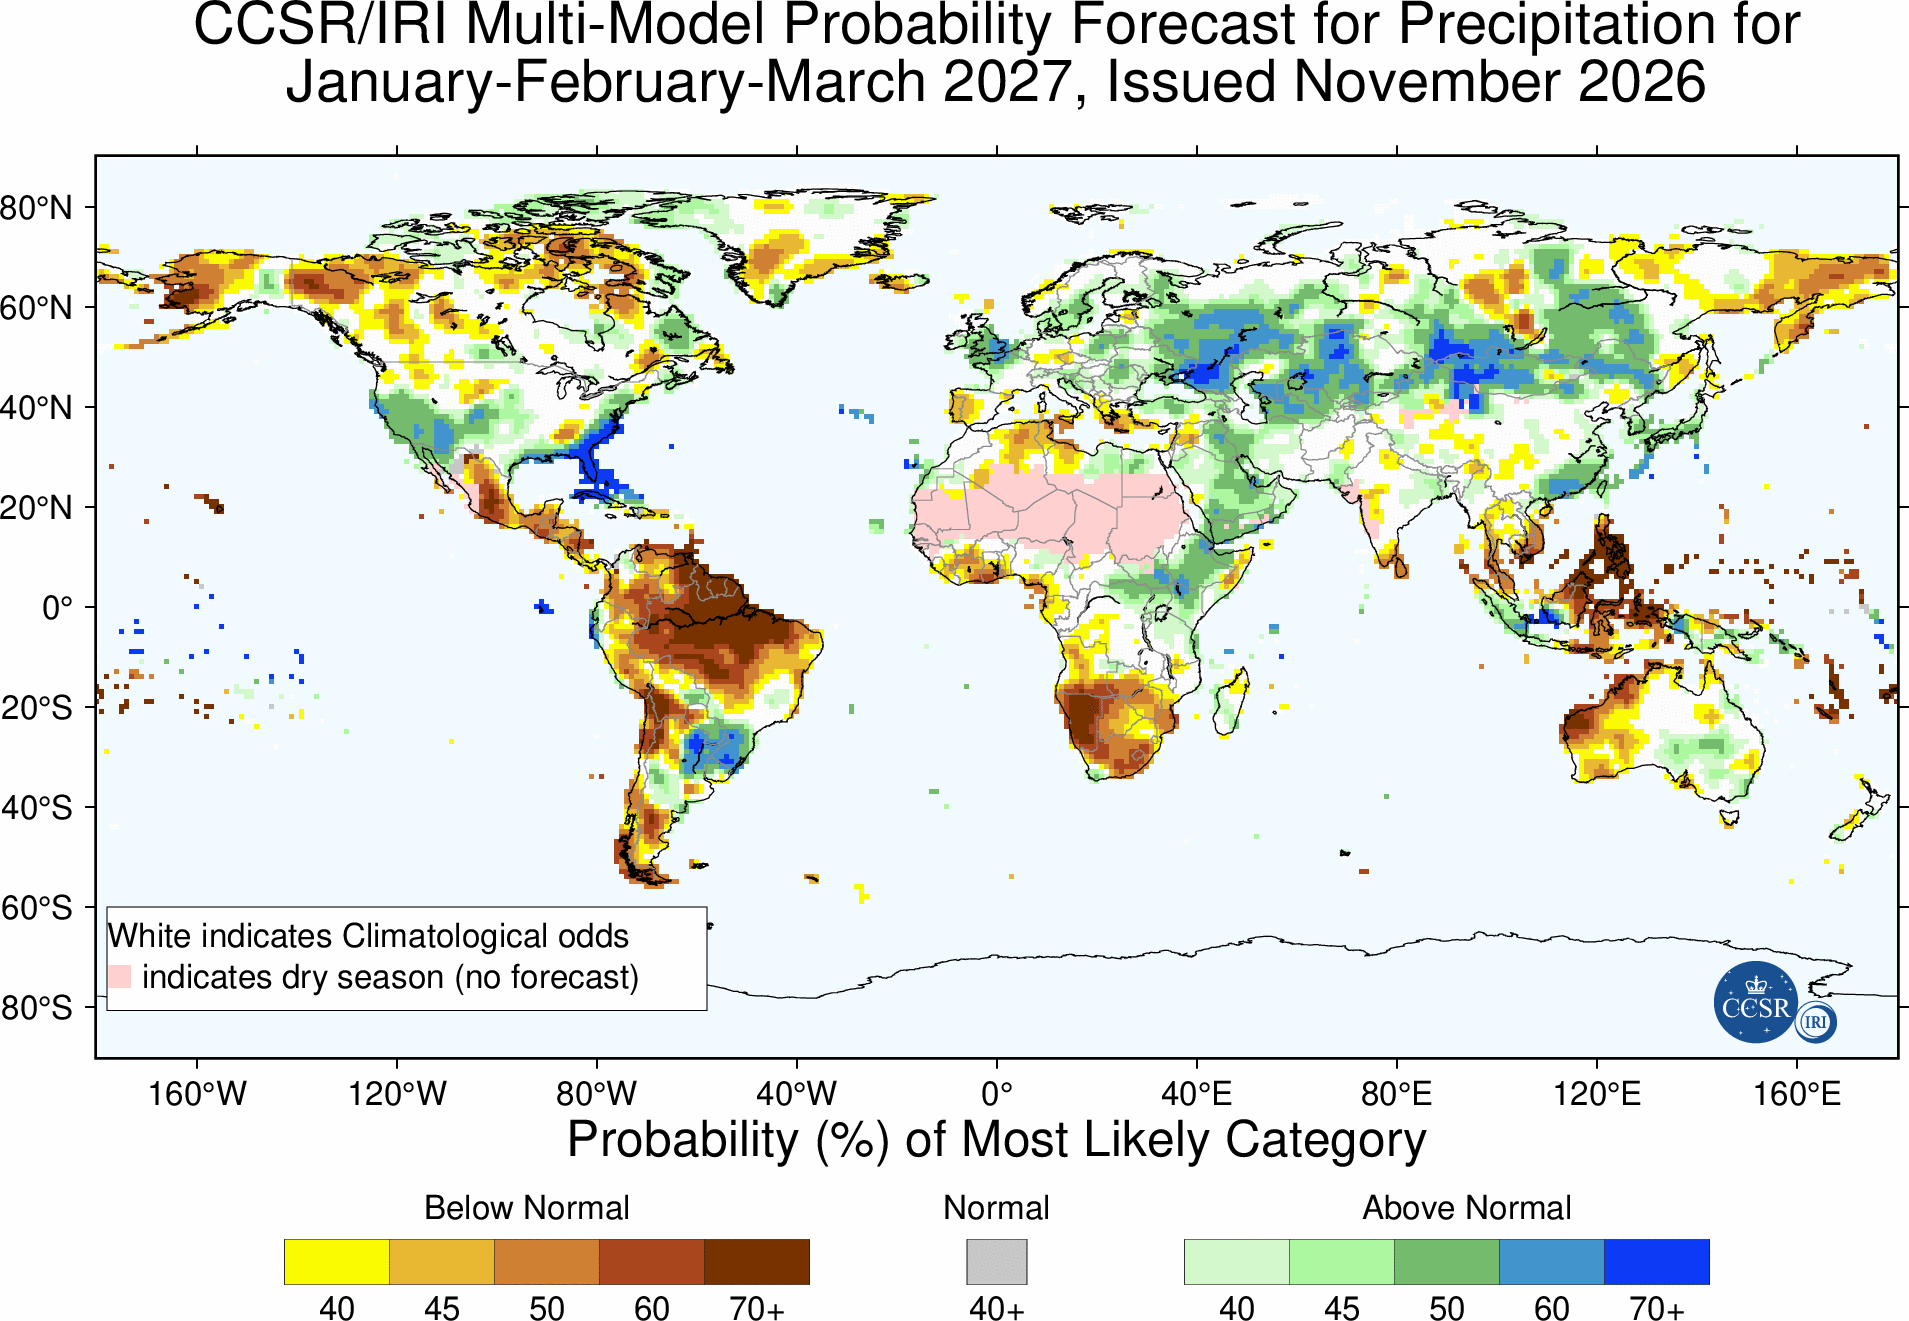 CCSR/IRI Multi-Model Probability Forecast for Precipitation for
January-February-March 2027, Issued November 2026
80°N
60°N
40°N
20°N
0°
20°S
40°S
60°S
80°S
White indicates Climatological odds
indicates dry season (no forecast)
CCSR
IRI
160°W 120°W 80°W 40°W 0° 40°E 80°E 120°E 160°E
Probability (%) of Most Likely Category
Below Normal Normal Above Normal
40 45 50 60 70+ 40+ 40 45 50 60 70+